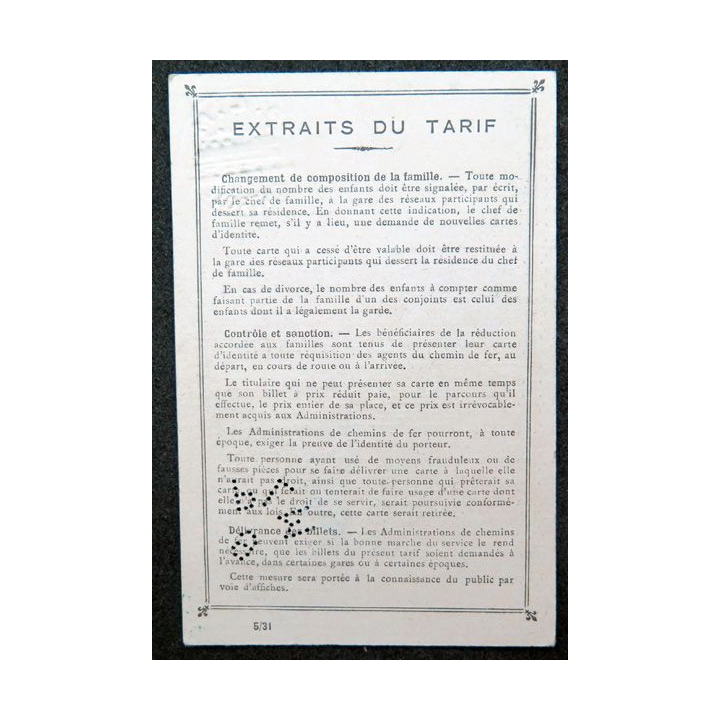 EXTRAITS DU TARIF
Changement de composition de la famille. — Toute mo-
dification du nombre des enfants doit être signalée, par écrit,
par le chef de famille, à la gare des réseaux participants qui
dessert sa résidence. En donnant cette indication, le chef de
famille remet, s'il y a lieu, une demande de nouvelles cartes
d'identité.
Toute carte qui a cessé d'être valable doit être restituée à
la gare des réseaux participants qui dessert la résidence du chef
de famille.
En cas de divorce, le nombre des enfants à compter comme
faisant partie de la famille d'un des conjoints est celui des
enfants dont il a légalement la garde.
Contrôle et sanction. — Les bénéficiaires de la réduction
accordée aux familles sont tenus de présenter leur carte
d'identité a toute réquisition des agents du chemin de fer, au
départ, en cours de route ou à l'arrivée.
Le titulaire qui ne peut présenter sa carte en même temps
que son billet à prix réduit paie, pour le parcours qu'il
effectue, le prix entier de sa place, et ce prix est irrévocable-
ment acquis aux Administrations.
Les Administrations de chemins de fer pourront, à toute
époque, exiger la preuve de l'identité du porteur.
Toute personne ayant usé de moyens frauduleux ou de
fausses pièces pour se faire délivrer une carte à laquelle elle
n'aurait pas droit, ainsi que toute personne qui prêterait sa
carte ou qui ferait ou tenterait de faire usage d'une carte dont
elle n'a pas le droit de se servir, serait poursuivie conformé-
ment aux lois. En outre, cette carte serait retirée.
Délivrance des billets. — Les Administrations de chemins
de fer peuvent exiger si la bonne marche du service le rend
nécessaire, que les billets du présent tarif soient demandés à
l'avance, dans certaines gares ou à certaines époques.
Cette mesure sera portée à la connaissance du public par
voie d'affiches.
5/31